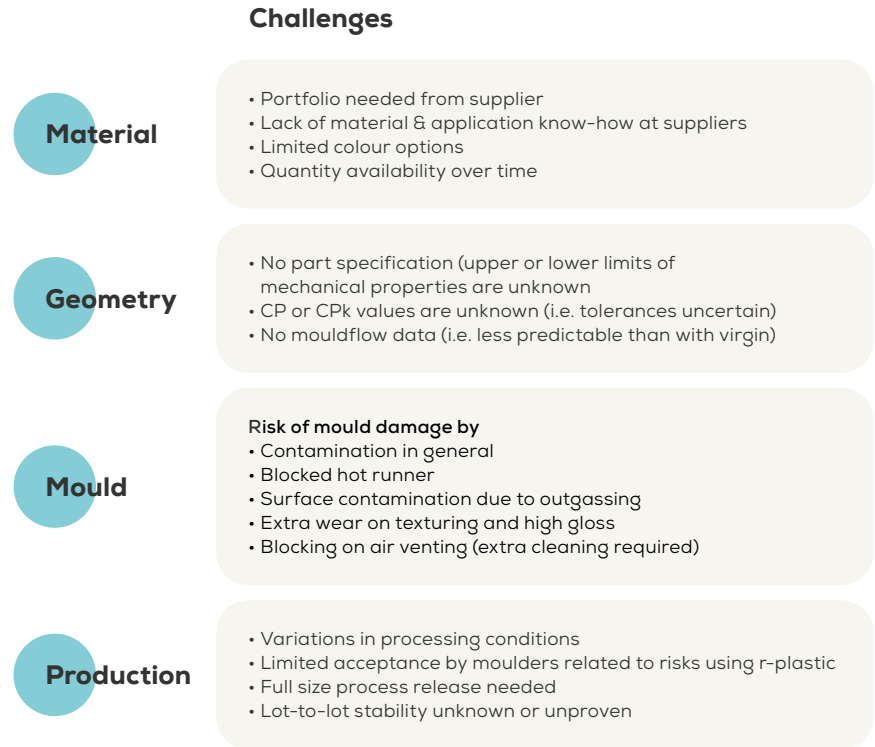 Challenges
Material
• Portfolio needed from supplier
• Lack of material & application know-how at suppliers
• Limited colour options
• Quantity availability over time
Geometry
• No part specification (upper or lower limits of
mechanical properties are unknown
• CP or CPk values are unknown (i.e. tolerances uncertain)
• No mouldflow data (i.e. less predictable than with virgin)
Mould
Risk of mould damage by
• Contamination in general
• Blocked hot runner
• Surface contamination due to outgassing
• Extra wear on texturing and high gloss
• Blocking on air venting (extra cleaning required)
Production
• Variations in processing conditions
• Limited acceptance by moulders related to risks using r-plastic
• Full size process release needed
• Lot-to-lot stability unknown or unproven